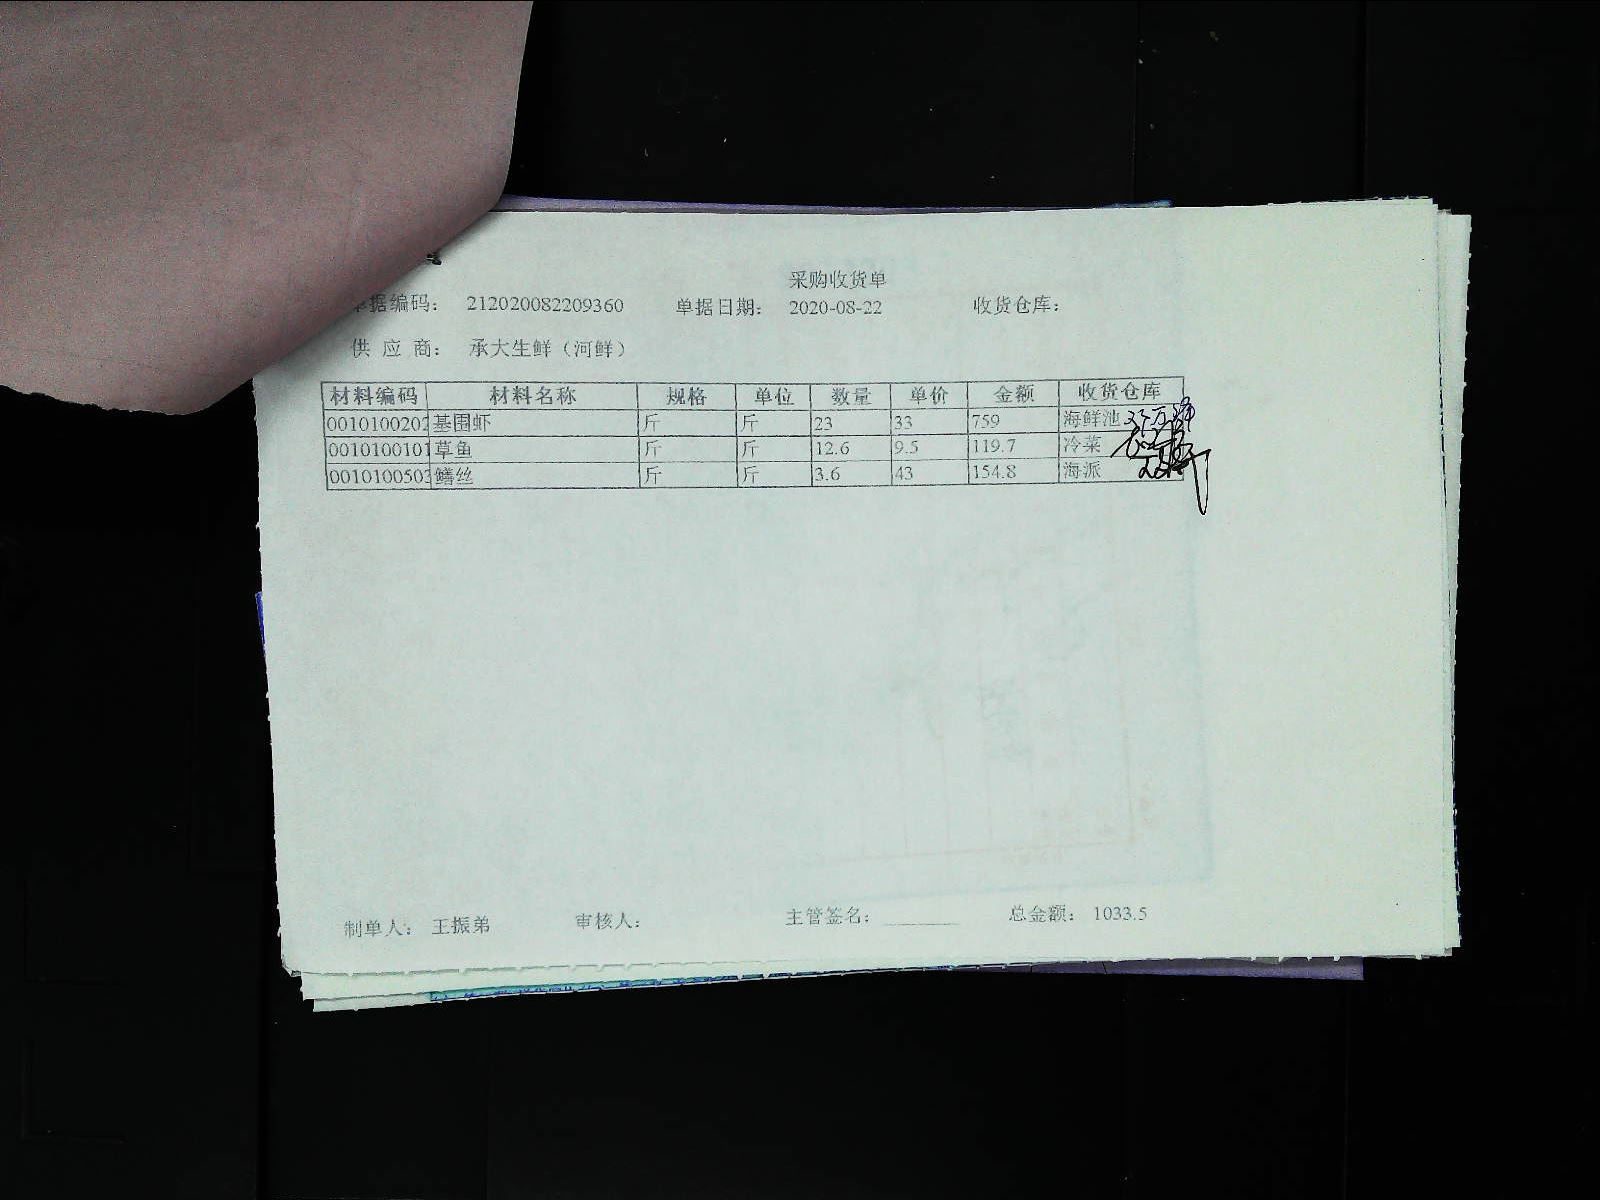 采购收货单
单据编码： 212020082209360 单据日期： 2020-08-22 收货仓库：
供 应 商： 承大生鲜（河鲜）
材料编码 材料名称 规格 单位 数量 单价 金额 收货仓库
0010100202 基围虾 斤 斤 23 33 759 海鲜池
0010100101 草鱼 斤 斤 12.6 9.5 119.7 冷菜
0010100503 鳝丝 斤 斤 3.6 43 154.8 海派
制单人： 王振弟 审核人： 主管签名： 总金额： 1033.5